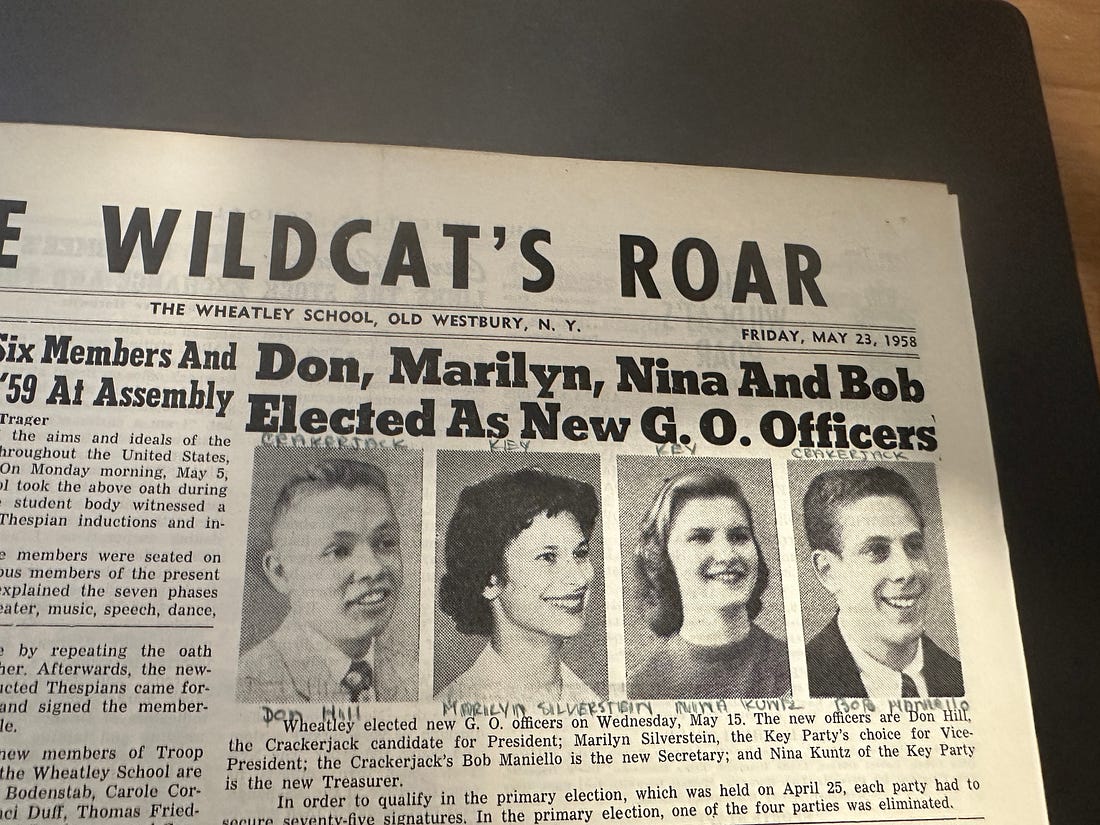 E WILDCAT'S ROAR
THE WHEATLEY SCHOOL, OLD WESTBURY, N. Y.
FRIDAY, MAY 23, 1958
Six Members And
'59 At Assembly
Trager
the aims and ideals of the
hroughout the United States,
On Monday morning, May 5,
ol took the above oath during
student body witnessed a
Thespian inductions and in-
e members were seated on
ous members of the present
explained the seven phases
eater, music, speech, dance,
e by repeating the oath
her. Afterwards, the new-
ucted Thespians came for-
and signed the member-
le.
new members of Troop
the Wheatley School are
Bodenstab, Carole Cor-
nci Duff, Thomas Fried-
Don, Marilyn, Nina And Bob
Elected As New G. O. Officers
CRAKERJACK KEY KEY CRAKERJACK
DON HILL MARILYN SILVERSTEIN NINA KUNTZ BOB MANIELLO
Wheatley elected new G. O. officers on Wednesday, May 15. The new officers are Don Hill,
the Crackerjack candidate for President; Marilyn Silverstein, the Key Party's choice for Vice-
President; the Crackerjack's Bob Maniello is the new Secretary; and Nina Kuntz of the Key Party
is the new Treasurer.
In order to qualify in the primary election, which was held on April 25, each party had to
secure seventy-five signatures. In the primary election, one of the four parties was eliminated.